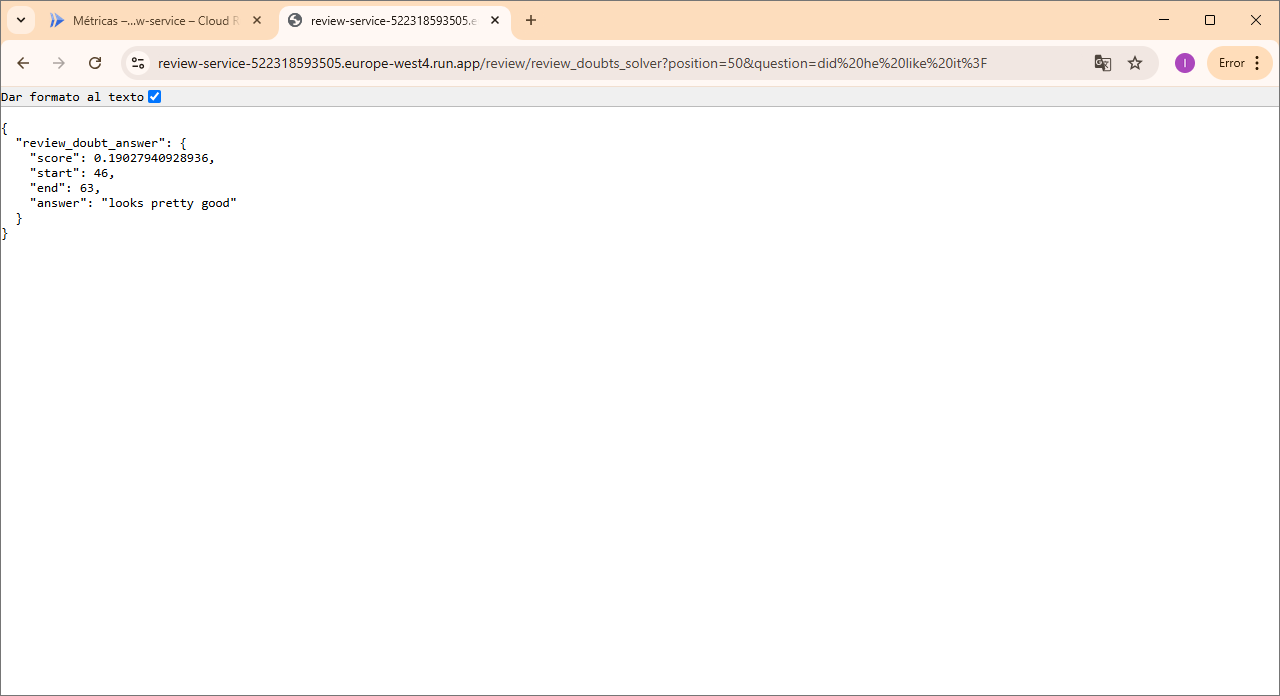 Métricas –...w-service – Cloud R
review-service-522318593505.e
review-service-522318593505.europe-west4.run.app/review/review_doubts_solver?position=50&question=did%20he%20like%20it%3F
I
Error
Dar formato al texto
{
  "review_doubt_answer": {
    "score": 0.19027940928936,
    "start": 46,
    "end": 63,
    "answer": "looks pretty good"
  }
}